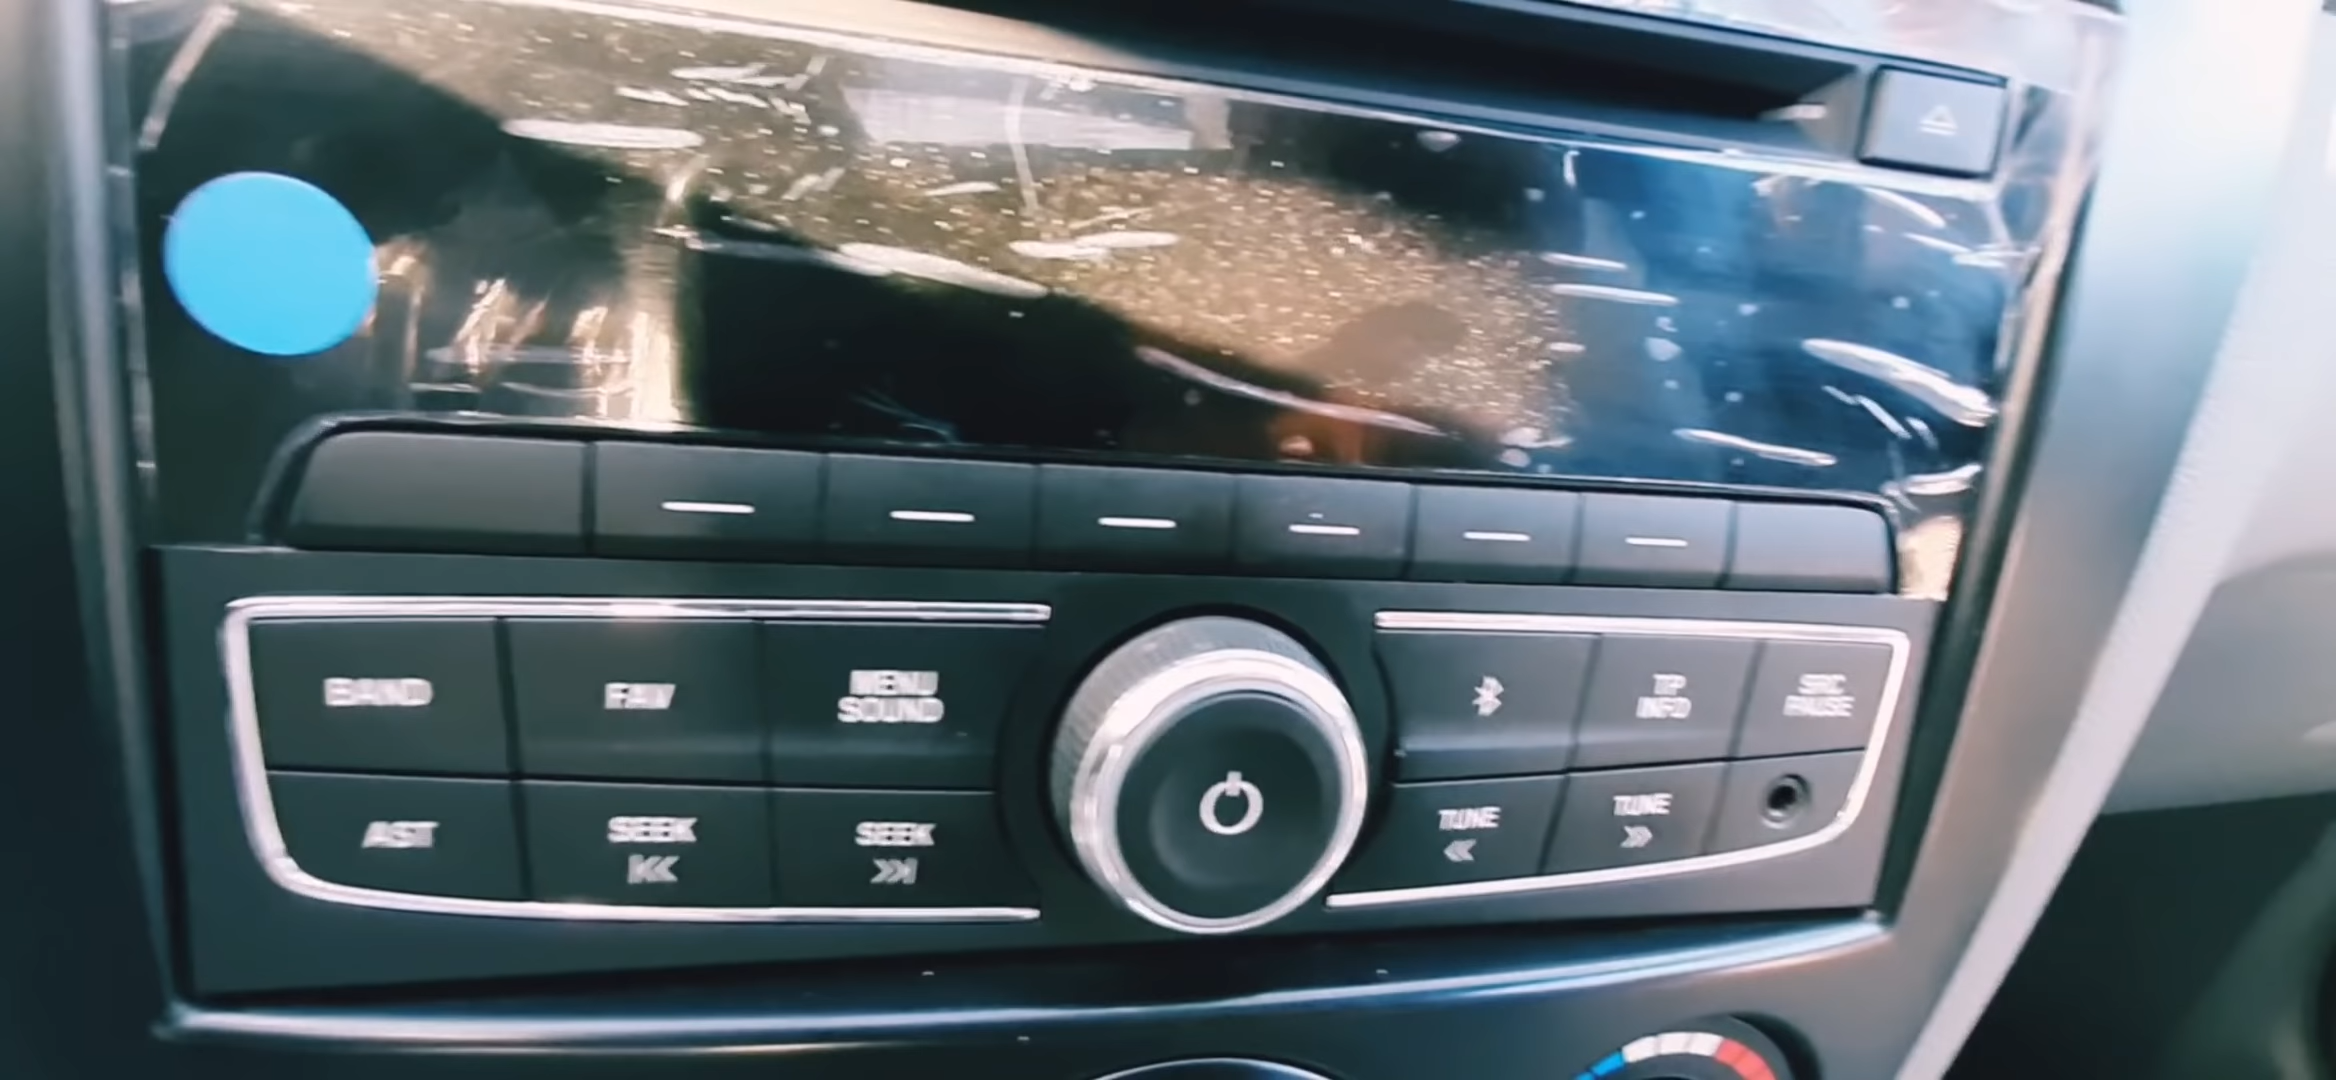 BAND
FAV
MENU
SOUND
TP
INFO
SRC
PAUSE
AST
SEEK
SEEK
TUNE
TUNE